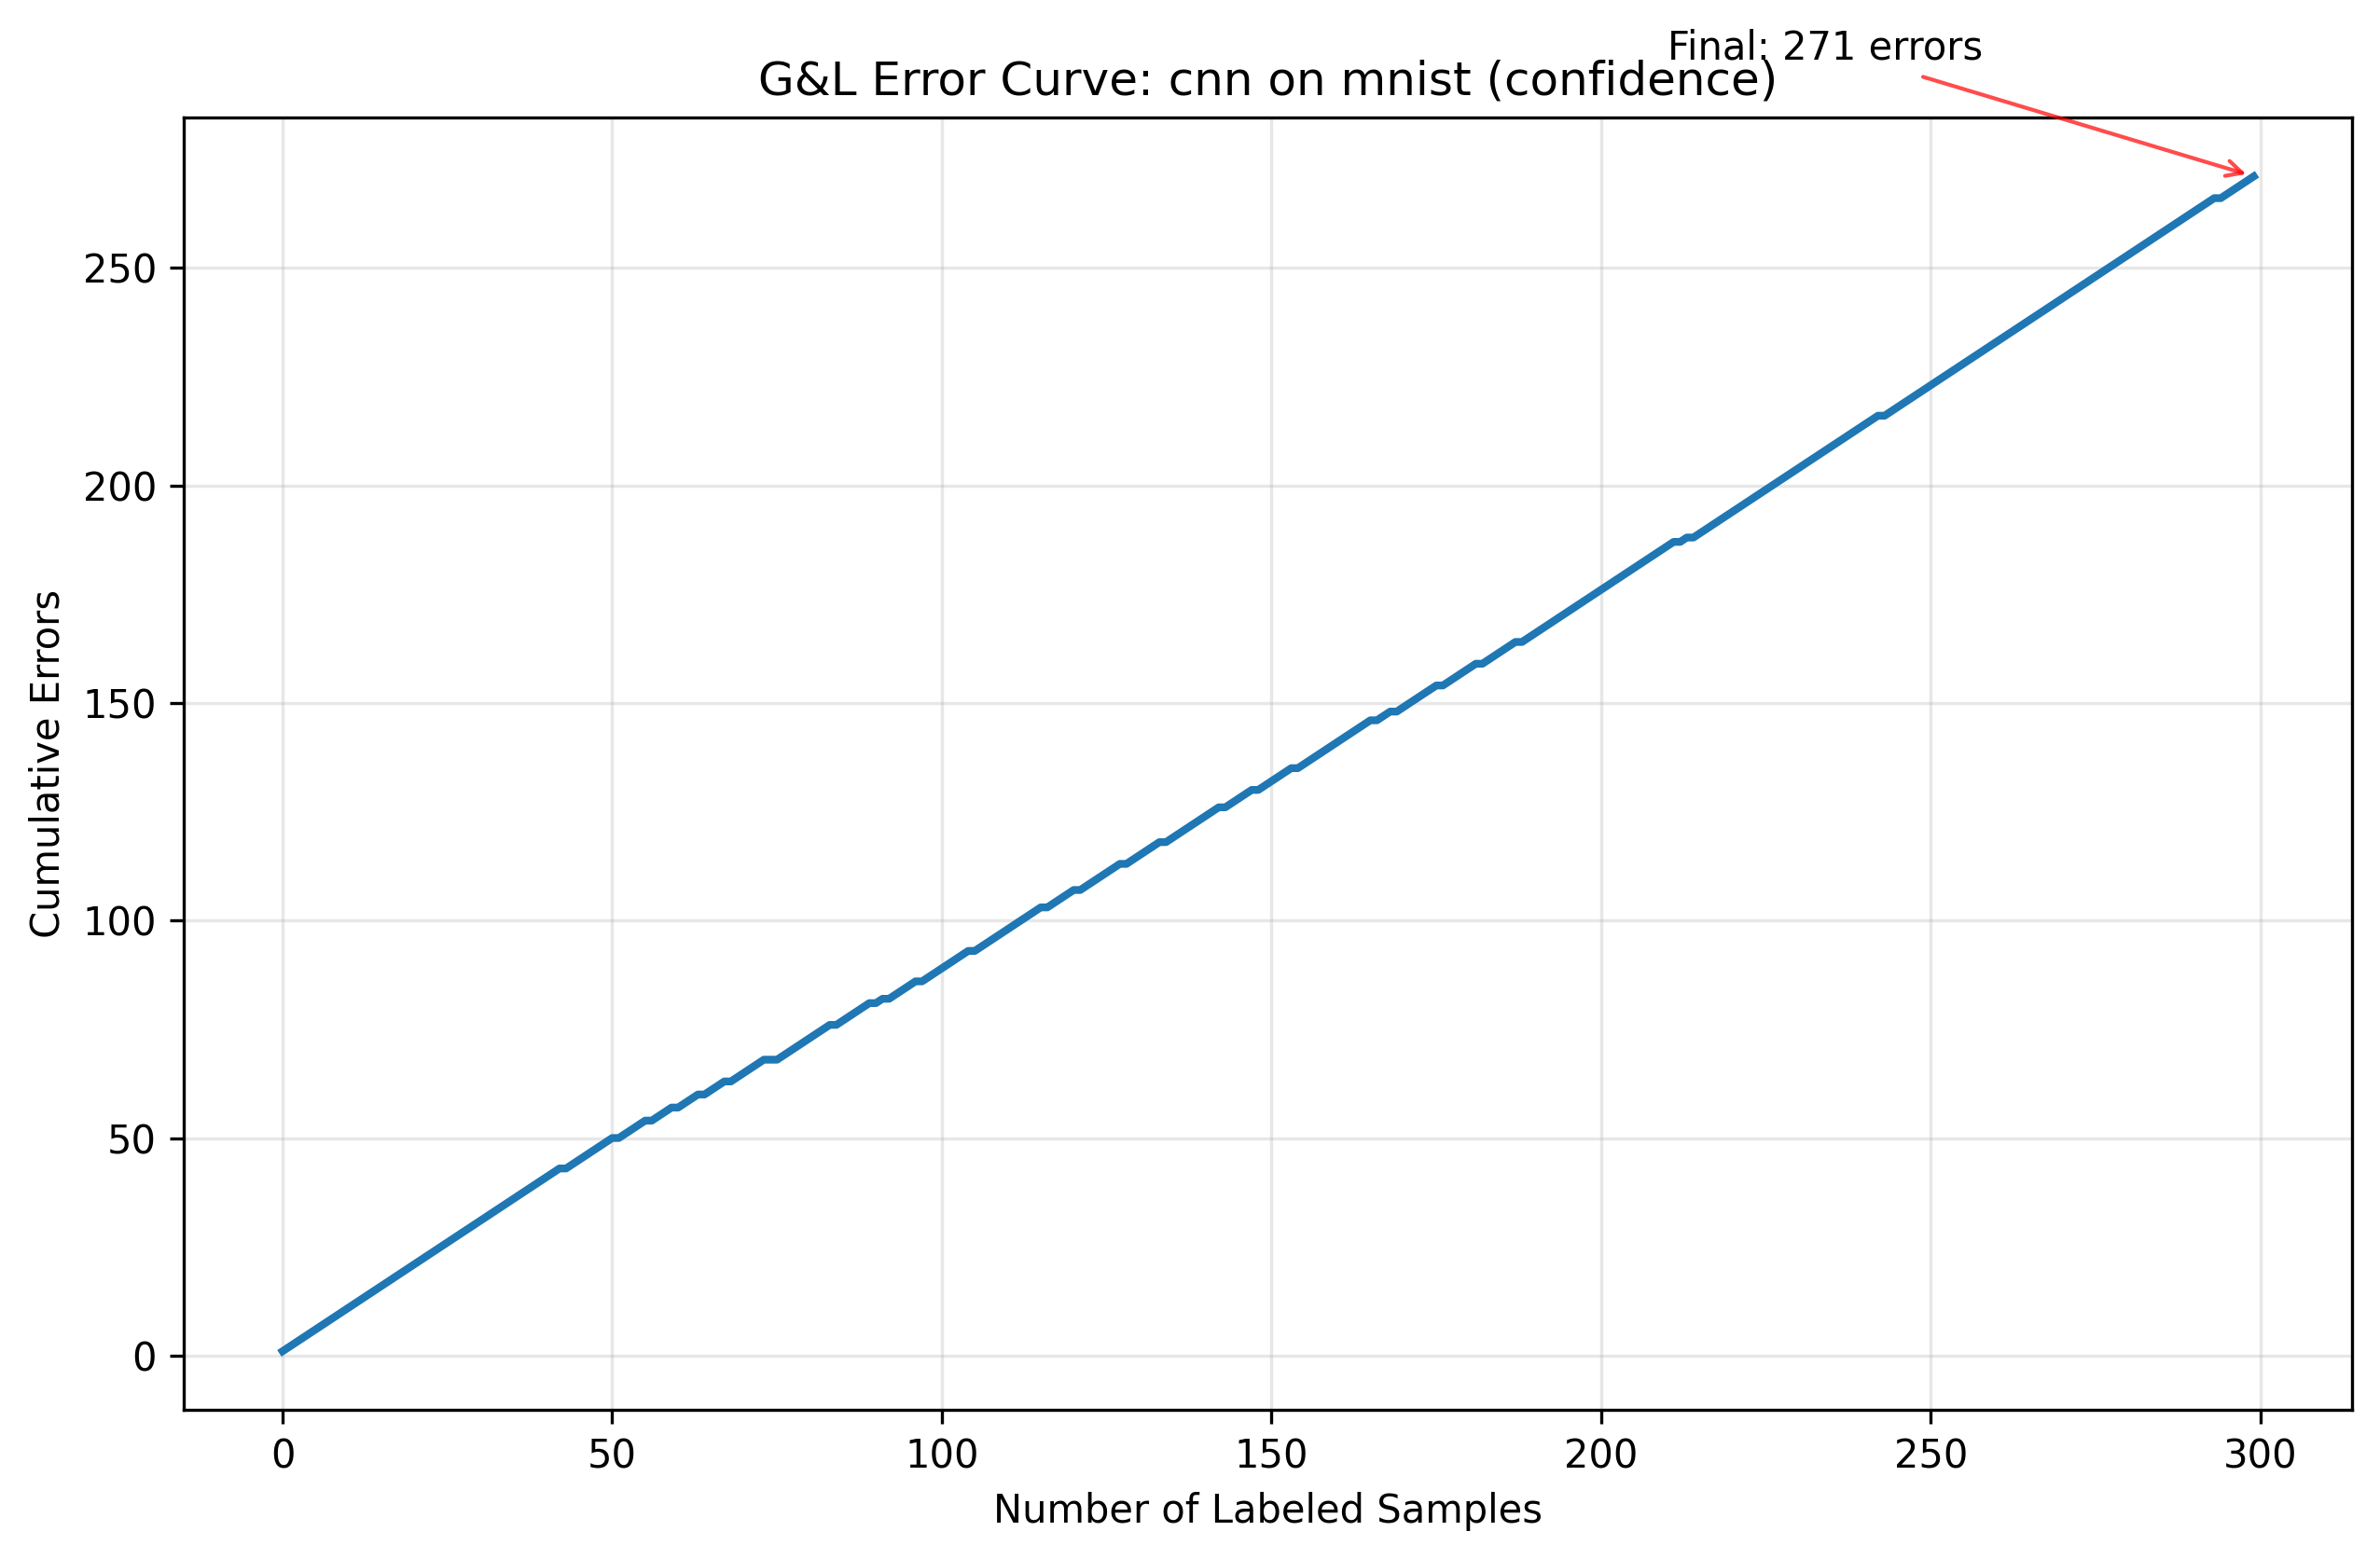 Final: 271 errors
G&L Error Curve: cnn on mnist (confidence)
Cumulative Errors
250
200
150
100
50
0
0 50 100 150 200 250 300
Number of Labeled Samples